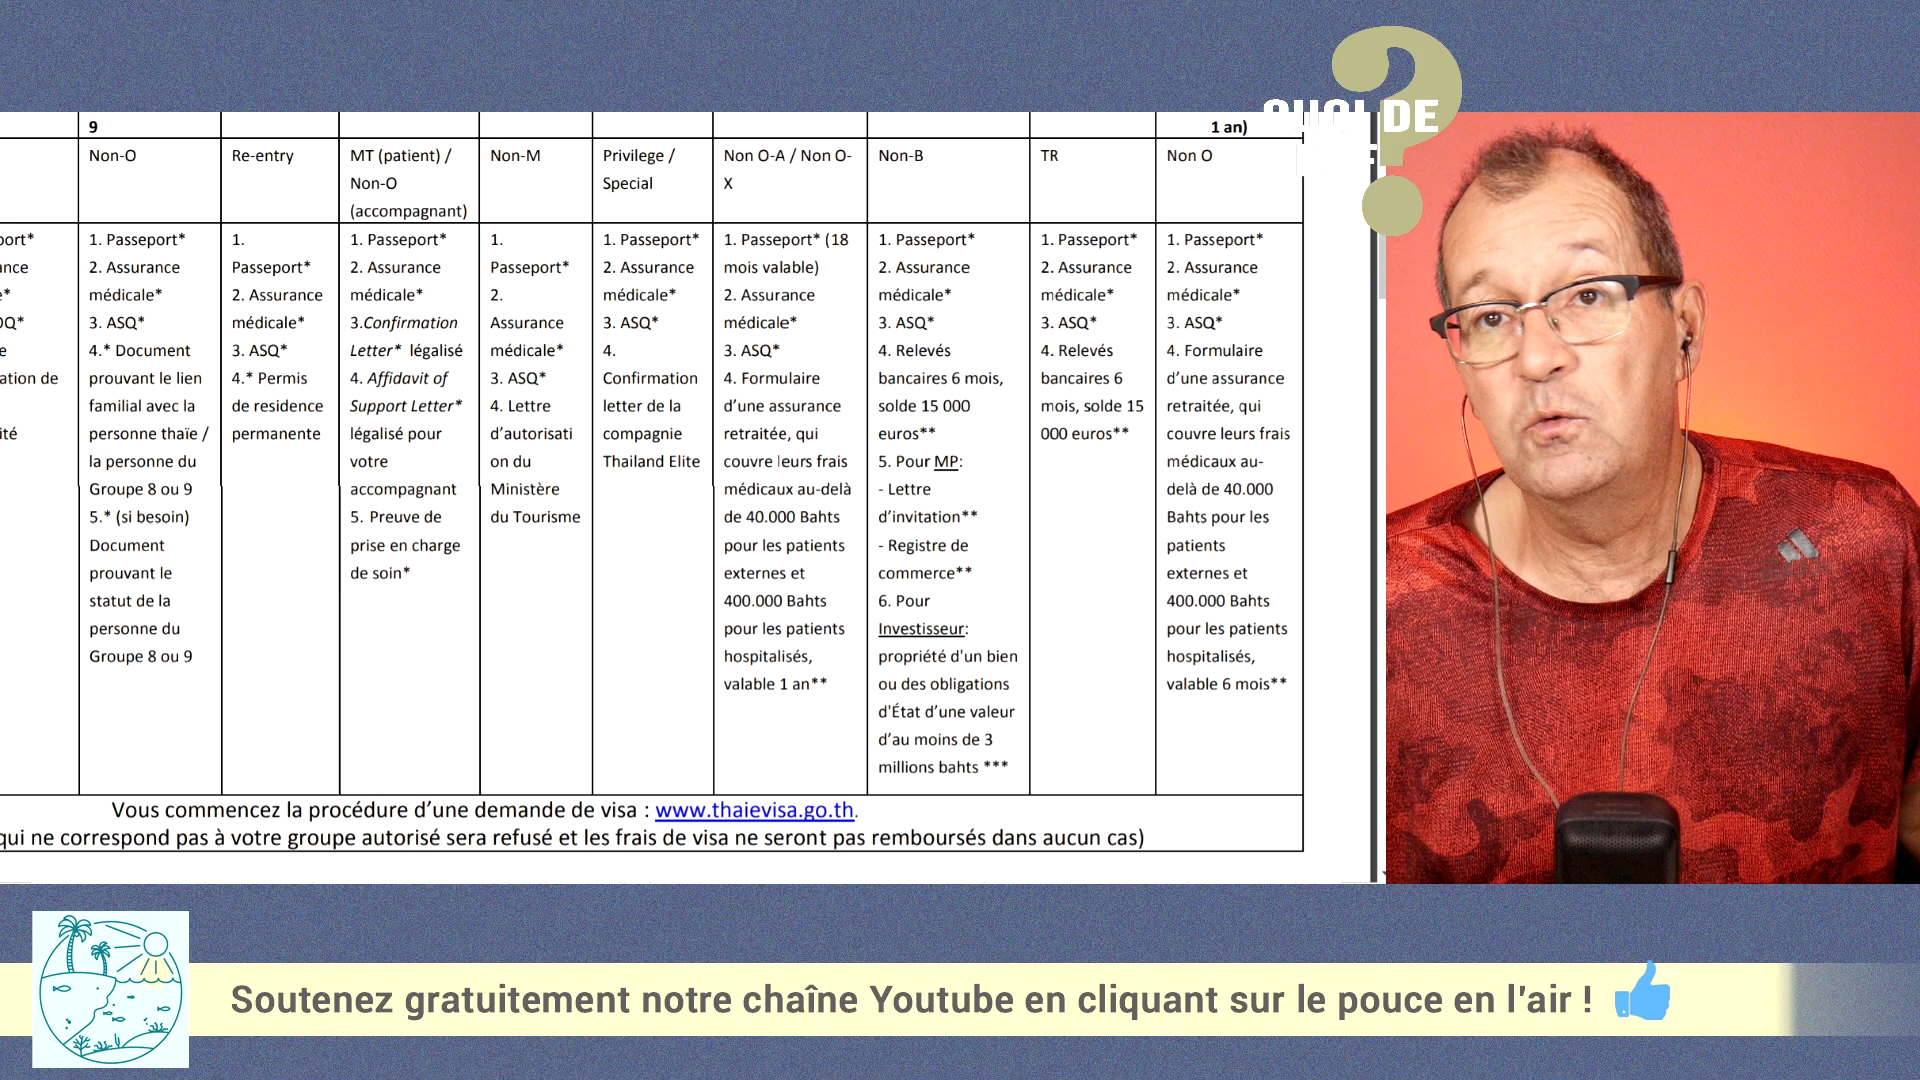 QUOI DE
9
1 an)
Non-O
Re-entry
MT (patient) /
Non-O
(accompagnant)
Non-M
Privilege /
Special
Non O-A / Non O-
X
Non-B
TR
Non O
port*
ance
e*
OQ*
e
ation de
ité
1. Passeport*
2. Assurance
médicale*
3. ASQ*
4.* Document
prouvant le lien
familial avec la
personne thaïe /
la personne du
Groupe 8 ou 9
5.* (si besoin)
Document
prouvant le
statut de la
personne du
Groupe 8 ou 9
1.
Passeport*
2. Assurance
médicale*
3. ASQ*
4.* Permis
de residence
permanente
1. Passeport*
2. Assurance
médicale*
3.Confirmation
Letter* légalisé
4. Affidavit of
Support Letter*
légalisé pour
votre
accompagnant
5. Preuve de
prise en charge
de soin*
1.
Passeport*
2.
Assurance
médicale*
3. ASQ*
4. Lettre
d’autorisati
on du
Ministère
du Tourisme
1. Passeport*
2. Assurance
médicale*
3. ASQ*
4.
Confirmation
letter de la
compagnie
Thailand Elite
1. Passeport* (18
mois valable)
2. Assurance
médicale*
3. ASQ*
4. Formulaire
d’une assurance
retraitée, qui
couvre leurs frais
médicaux au-delà
de 40.000 Bahts
pour les patients
externes et
400.000 Bahts
pour les patients
hospitalisés,
valable 1 an**
1. Passeport*
2. Assurance
médicale*
3. ASQ*
4. Relevés
bancaires 6 mois,
solde 15 000
euros**
5. Pour MP:
- Lettre
d’invitation**
- Registre de
commerce**
6. Pour
Investisseur:
propriété d'un bien
ou des obligations
d'État d’une valeur
d’au moins de 3
millions bahts ***
1. Passeport*
2. Assurance
médicale*
3. ASQ*
4. Relevés
bancaires 6
mois, solde 15
000 euros**
1. Passeport*
2. Assurance
médicale*
3. ASQ*
4. Formulaire
d’une assurance
retraitée, qui
couvre leurs frais
médicaux au-
delà de 40.000
Bahts pour les
patients
externes et
400.000 Bahts
pour les patients
hospitalisés,
valable 6 mois**
Vous commencez la procédure d’une demande de visa : www.thaievisa.go.th.
qui ne correspond pas à votre groupe autorisé sera refusé et les frais de visa ne seront pas remboursés dans aucun cas)
Soutenez gratuitement notre chaîne Youtube en cliquant sur le pouce en l'air !